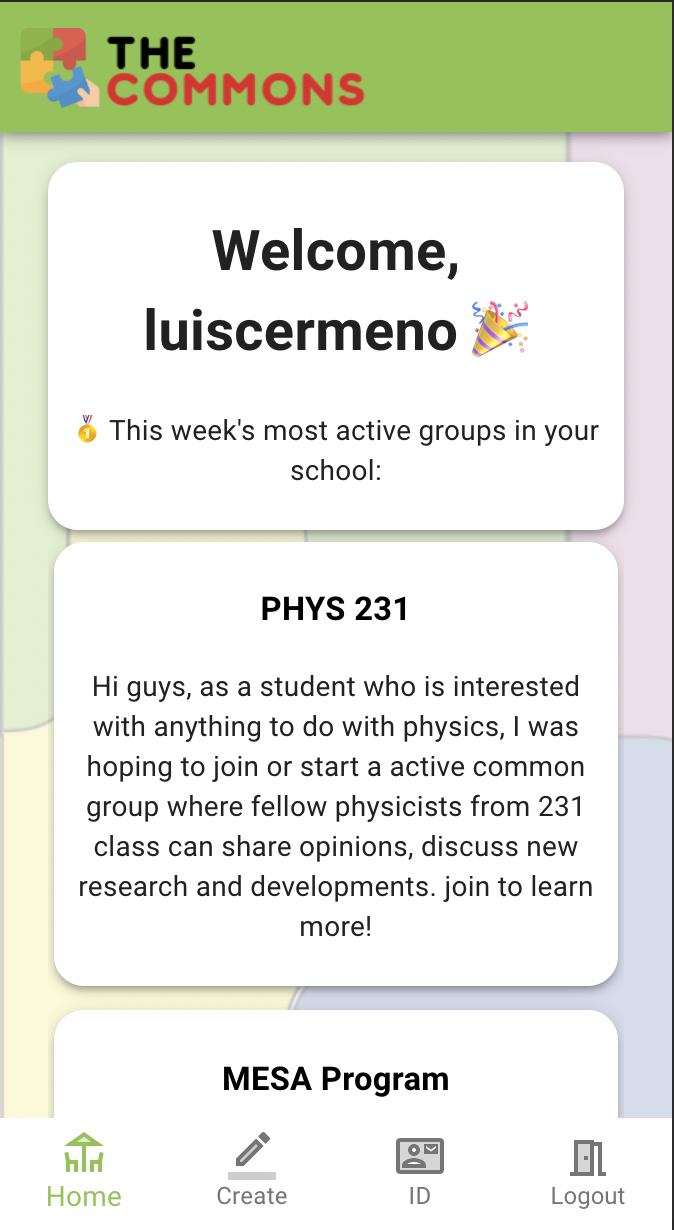 THE
COMMONS
Welcome,
luiscermeno 🎉
🥇 This week's most active groups in your
school:
PHYS 231
Hi guys, as a student who is interested
with anything to do with physics, I was
hoping to join or start a active common
group where fellow physicists from 231
class can share opinions, discuss new
research and developments. join to learn
more!
MESA Program
Home Create ID Logout